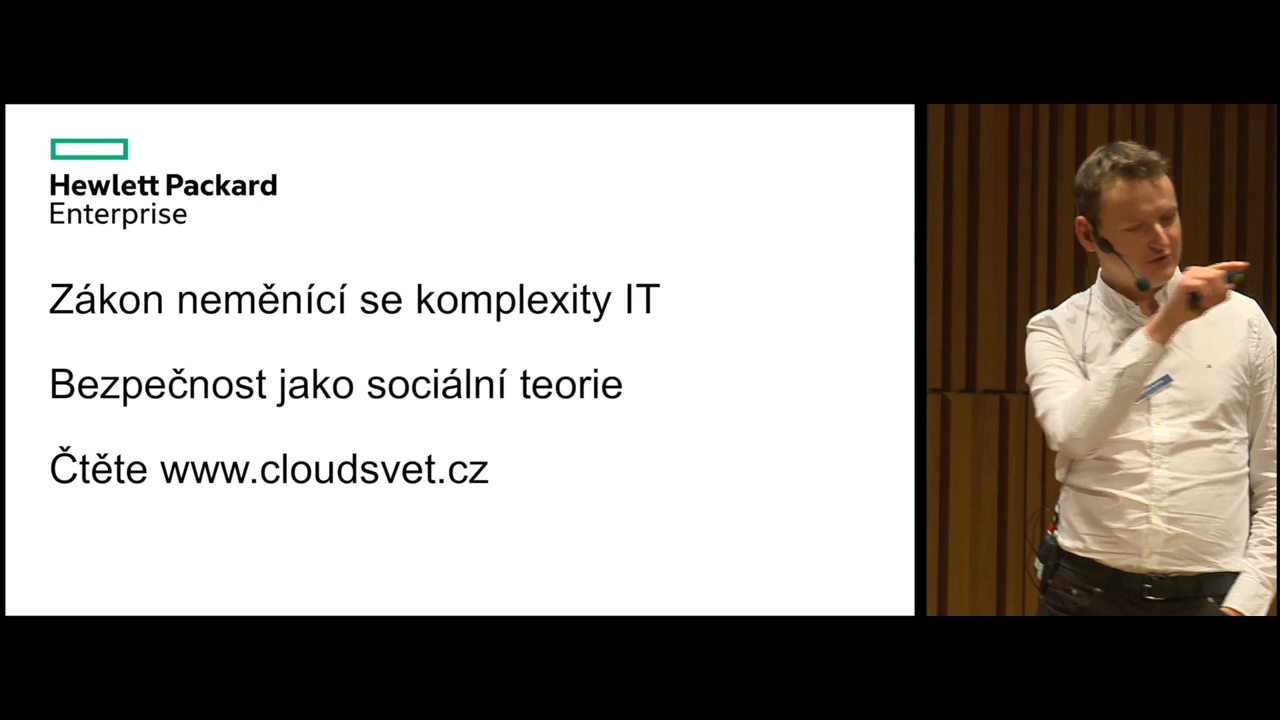 Hewlett Packard
Enterprise
Zákon neměnící se komplexity IT
Bezpečnost jako sociální teorie
Čtěte www.cloudsvet.cz